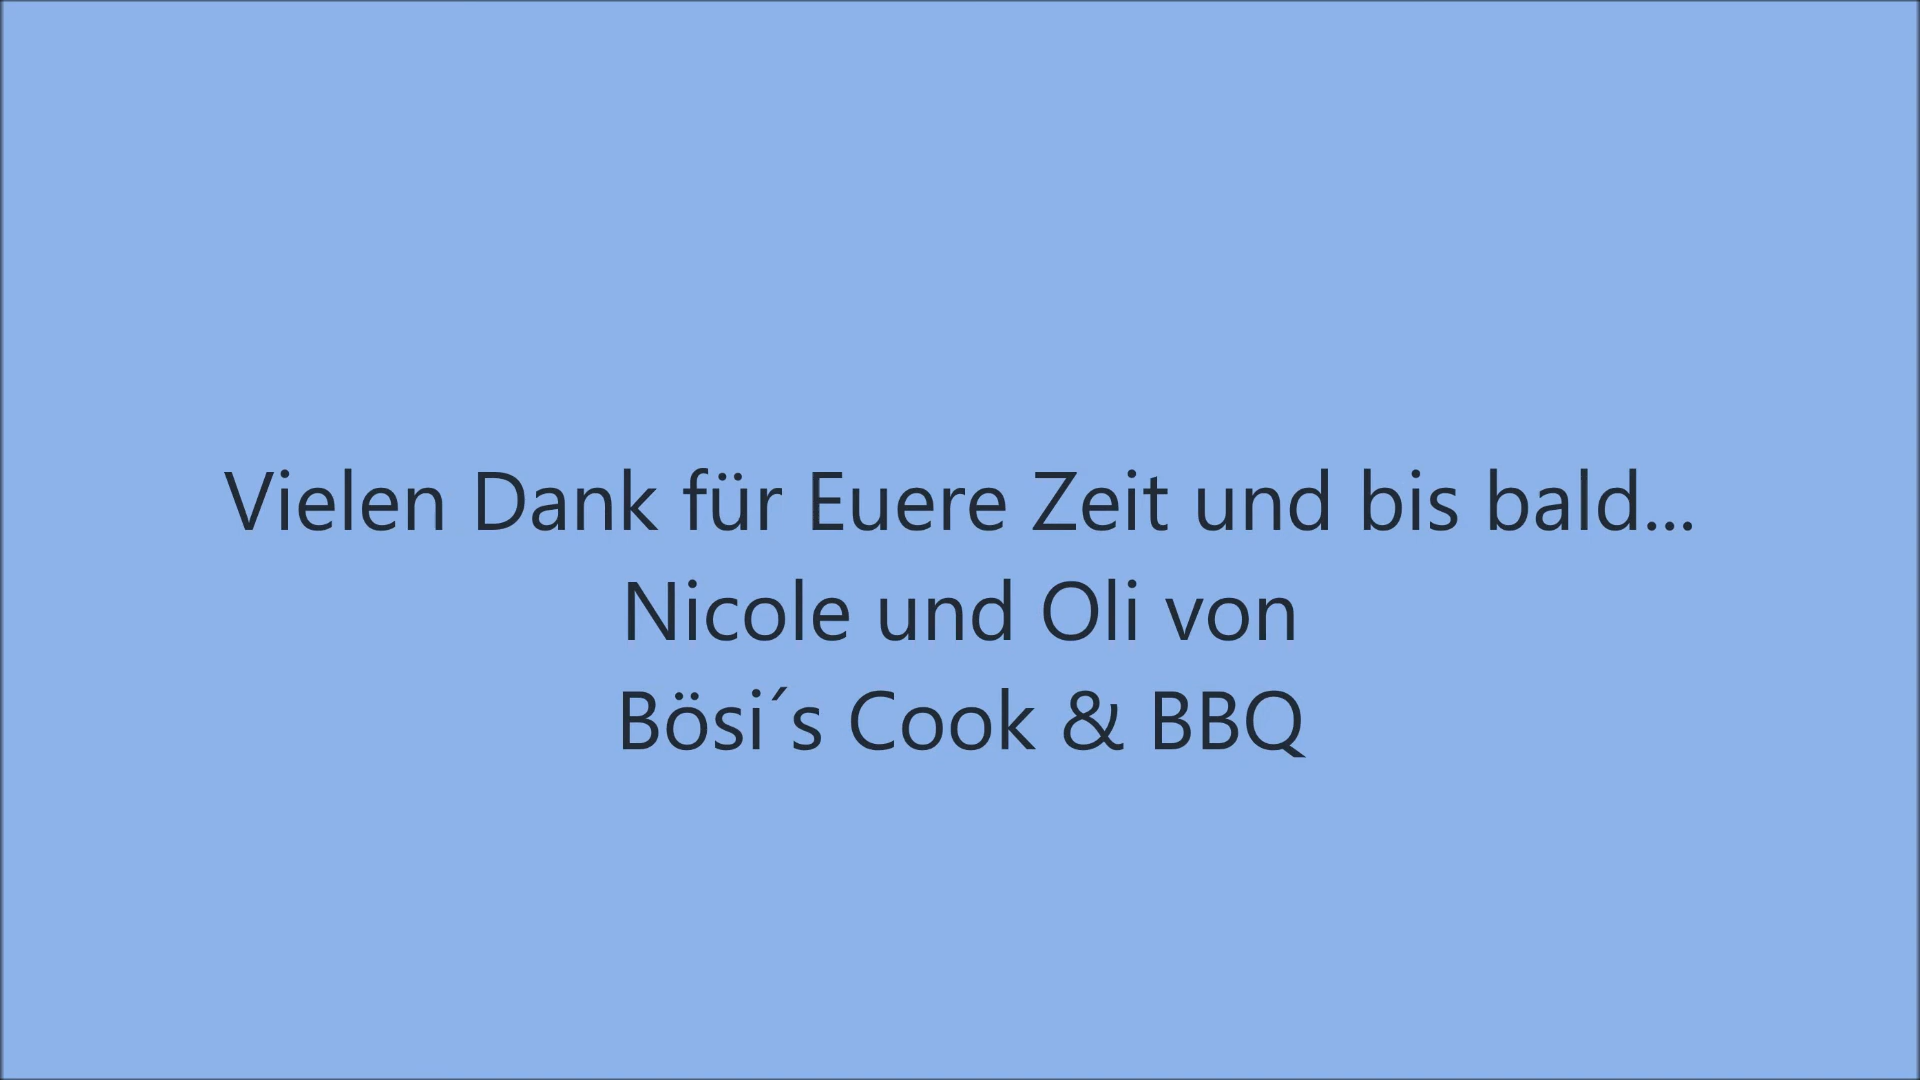 Vielen Dank für Euere Zeit und bis bald...
Nicole und Oli von
Bösi´s Cook & BBQ